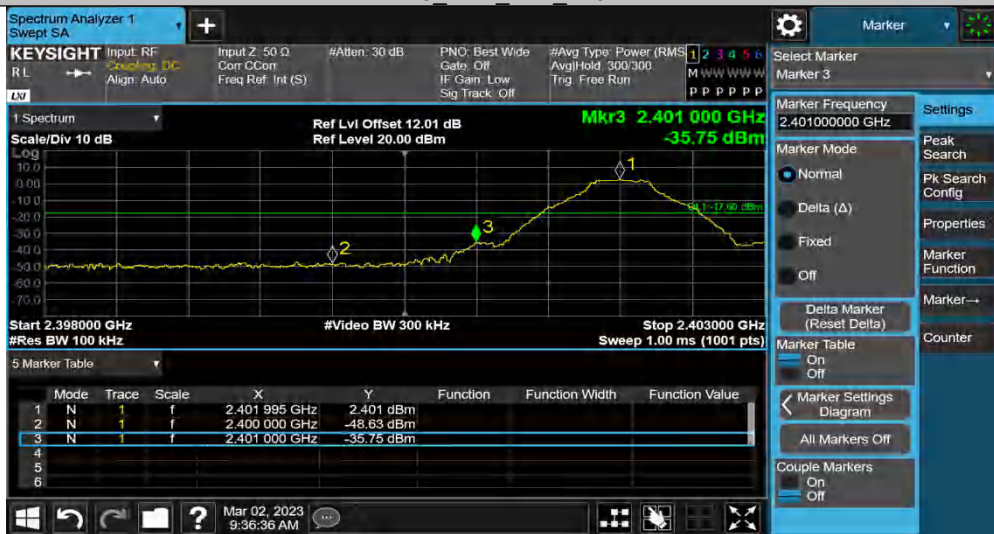 Spectrum Analyzer 1
Swept SA
+
Marker
KEYSIGHT
RL
LXI
Input: RF
Coupling: DC
Align: Auto
Input Z: 50 Ω
Corr CCorr
Freq Ref: Int (S)
#Atten: 30 dB
PNO: Best Wide
Gate: Off
IF Gain: Low
Sig Track: Off
#Avg Type: Power (RMS
Avg|Hold: 300/300
Trig: Free Run
1 2 3 4 5 6
M W W W W W
P P P P P P
Select Marker
Marker 3
Marker Frequency
2.401000000 GHz
Marker Mode
Normal
Delta (Δ)
Fixed
Off
Delta Marker
(Reset Delta)
Marker Table
On
Off
Marker Settings
Diagram
All Markers Off
Couple Markers
On
Off
Settings
Peak
Search
Pk Search
Config
Properties
Marker
Function
Marker→
Counter
1 Spectrum
Scale/Div 10 dB
Ref Lvl Offset 12.01 dB
Ref Level 20.00 dBm
Mkr3 2.401 000 GHz
-35.75 dBm
Log
10.0
0.00
-10.0
-20.0
-30.0
-40.0
-50.0
-60.0
-70.0
1
2
3
DL1 -17.60 dBm
Start 2.398000 GHz
#Res BW 100 kHz
#Video BW 300 kHz
Stop 2.403000 GHz
Sweep 1.00 ms (1001 pts)
5 Marker Table
Mode Trace Scale X Y Function Function Width Function Value
1 N 1 f 2.401 995 GHz 2.401 dBm
2 N 1 f 2.400 000 GHz -48.63 dBm
3 N 1 f 2.401 000 GHz -35.75 dBm
4
5
6
?
Mar 02, 2023
9:36:36 AM